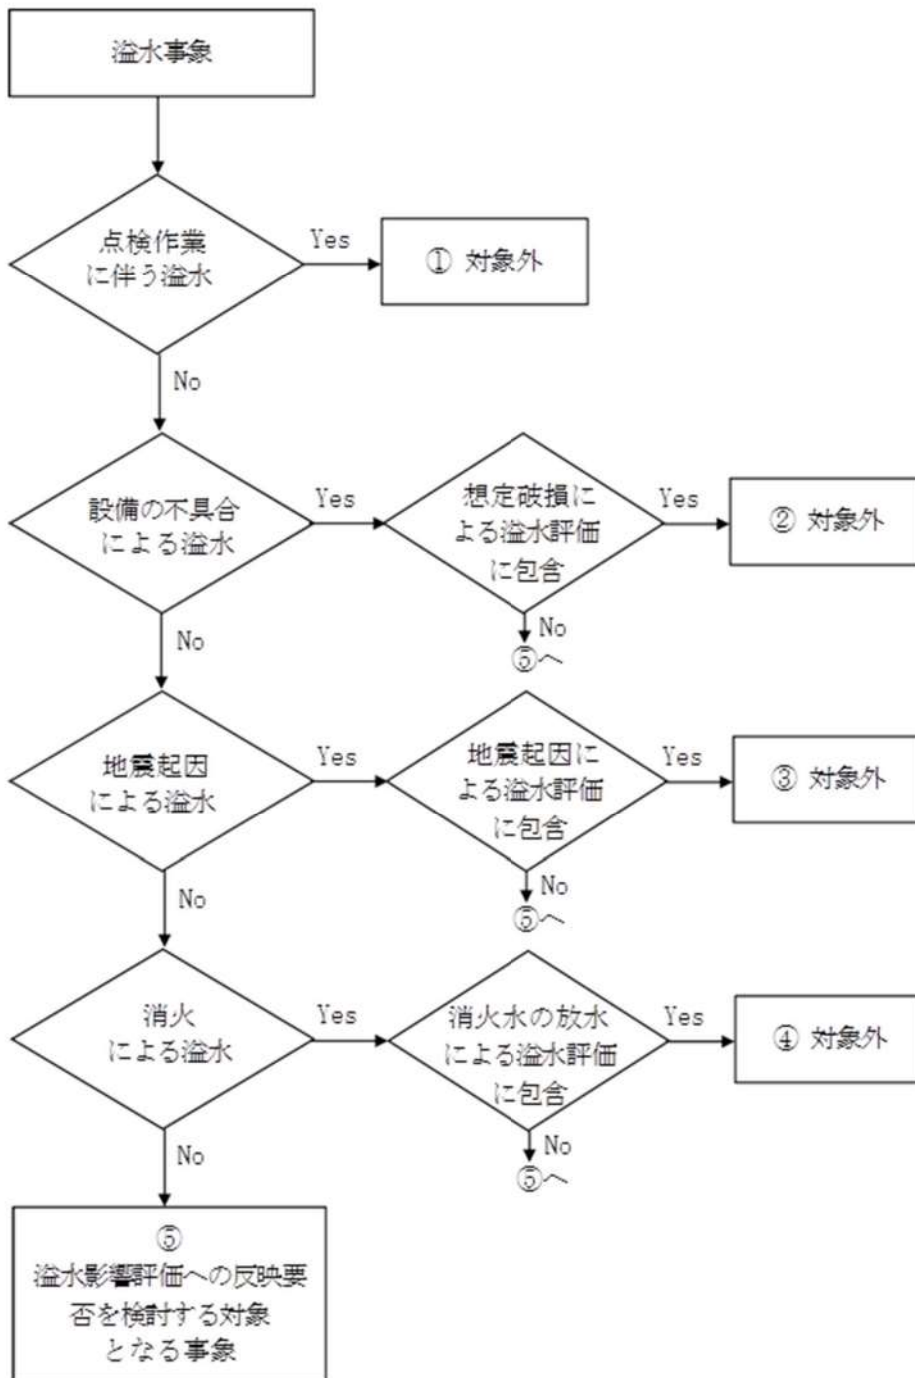 溢水事象
点検作業
に伴う溢水
Yes
① 対象外
No
設備の不具合
による溢水
Yes
想定破損に
よる溢水評価
に包含
Yes
② 対象外
No
⑤へ
No
地震起因
による溢水
Yes
地震起因に
よる溢水評価
に包含
Yes
③ 対象外
No
⑤へ
No
消火
による溢水
Yes
消火水の放水
による溢水評価
に包含
Yes
④ 対象外
No
⑤へ
No
⑤
溢水影響評価への反映要
否を検討する対象
となる事象